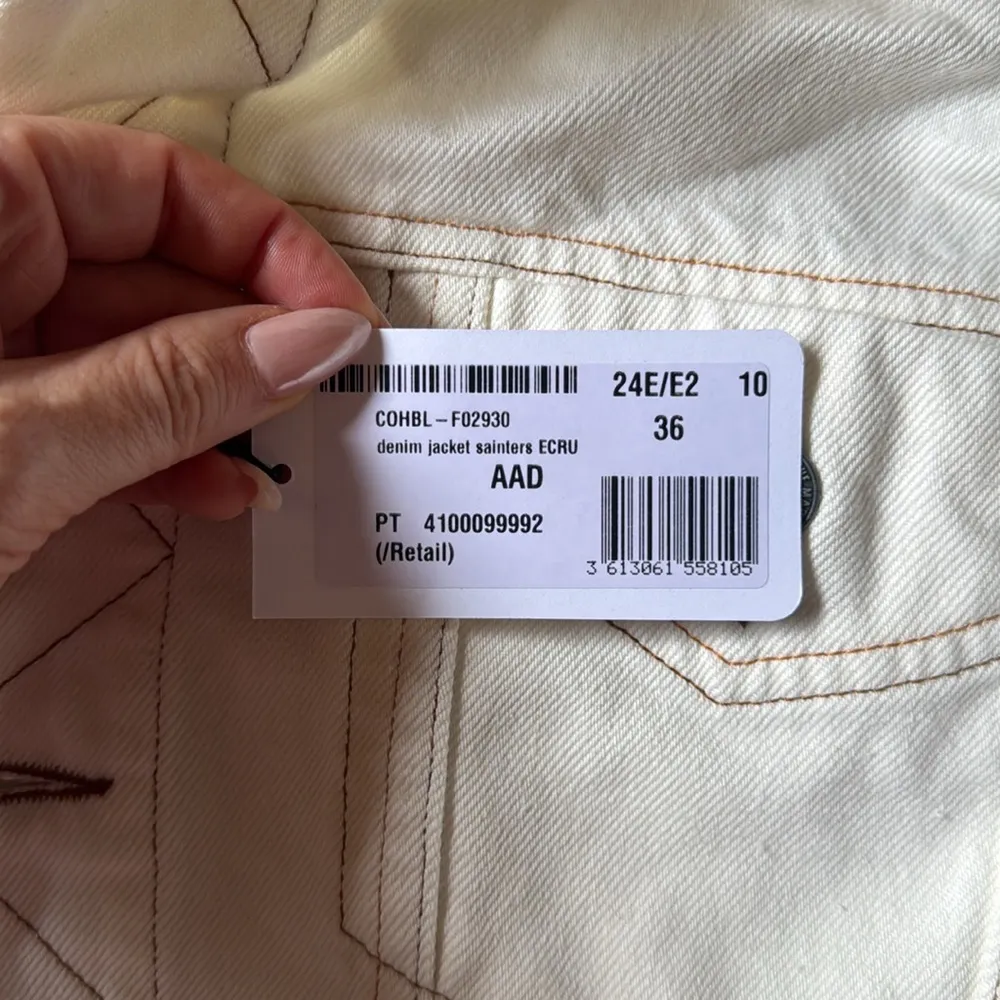 24E/E2 10
COHBL-F02930
36
denim jacket sainters ECRU
AAD
PT 4100099992
(/Retail)
3 613061 558105